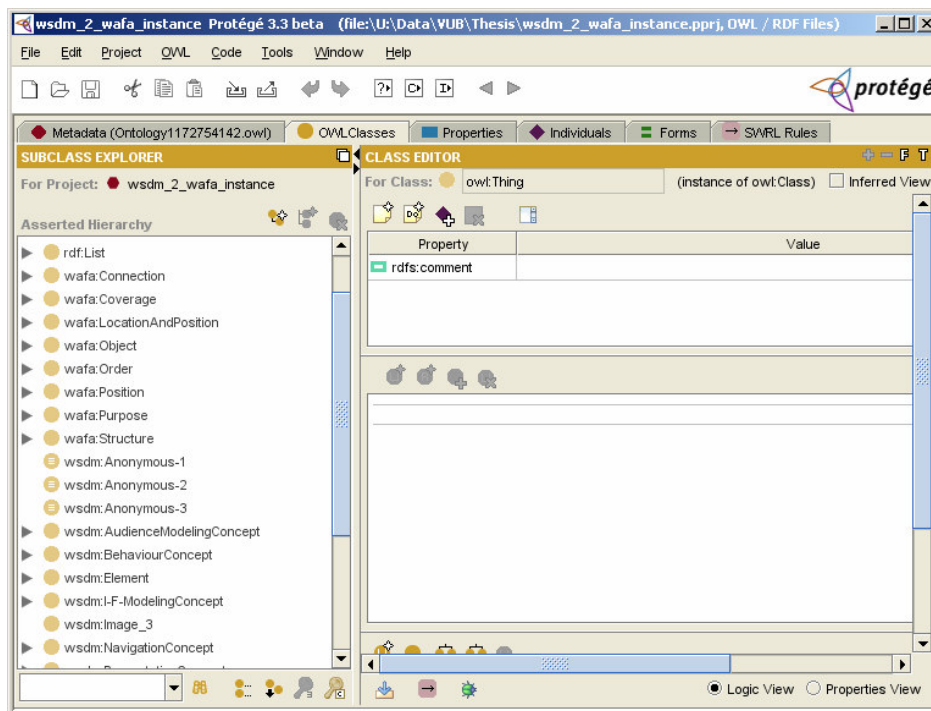 wsdm_2_wafa_instance Protégé 3.3 beta (file:\U:\Data\VUB\Thesis\wsdm_2_wafa_instance.pprj, OWL / RDF Files)
File Edit Project OWL Code Tools Window Help
protégé
Metadata (Ontology1172754142.owl) OWLClasses Properties Individuals Forms SWRL Rules
SUBCLASS EXPLORER
For Project: wsdm_2_wafa_instance
Asserted Hierarchy
rdf:List
wafa:Connection
wafa:Coverage
wafa:LocationAndPosition
wafa:Object
wafa:Order
wafa:Position
wafa:Purpose
wafa:Structure
wsdm:Anonymous-1
wsdm:Anonymous-2
wsdm:Anonymous-3
wsdm:AudienceModelingConcept
wsdm:BehaviourConcept
wsdm:Element
wsdm:I-F-ModelingConcept
wsdm:Image_3
wsdm:NavigationConcept
CLASS EDITOR
F T
For Class: owl:Thing (instance of owl:Class) Inferred View
Property Value
rdfs:comment
Logic View Properties View